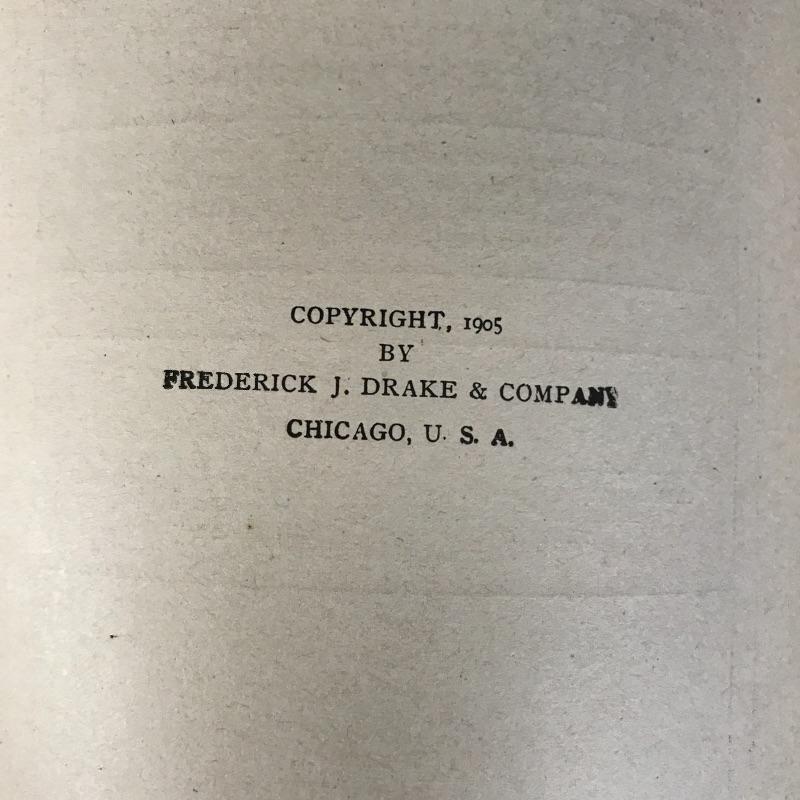 COPYRIGHT, 1905
BY
FREDERICK J. DRAKE & COMPANY
CHICAGO, U. S. A.